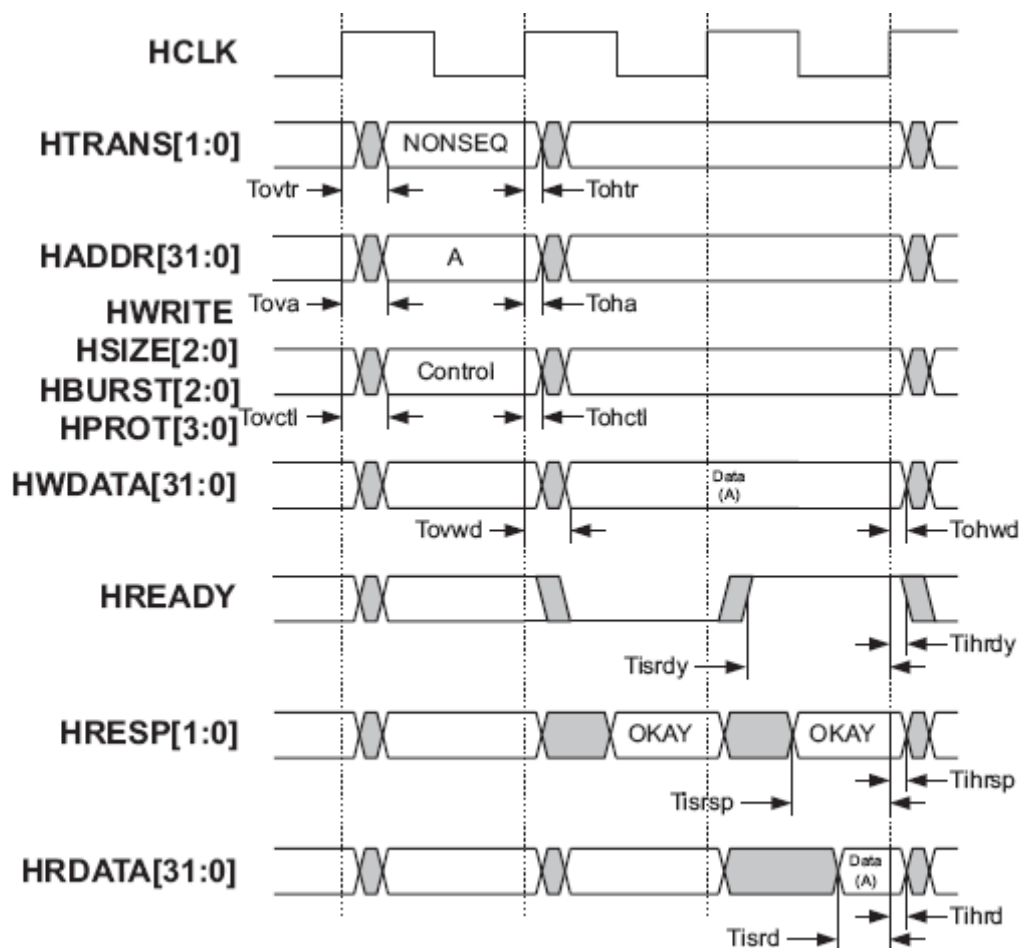 HCLK
HTRANS[1:0]
NONSEQ
Tovtr
Tohtr
HADDR[31:0]
A
Tova
Toha
HWRITE
HSIZE[2:0]
Control
HBURST[2:0]
Tovctl
Tohctl
HPROT[3:0]
HWDATA[31:0]
Data
(A)
Tovwd
Tohwd
HREADY
Tisrdy
Tihrdy
HRESP[1:0]
OKAY
OKAY
Tisrsp
Tihrsp
HRDATA[31:0]
Data
(A)
Tihrd
Tisrd